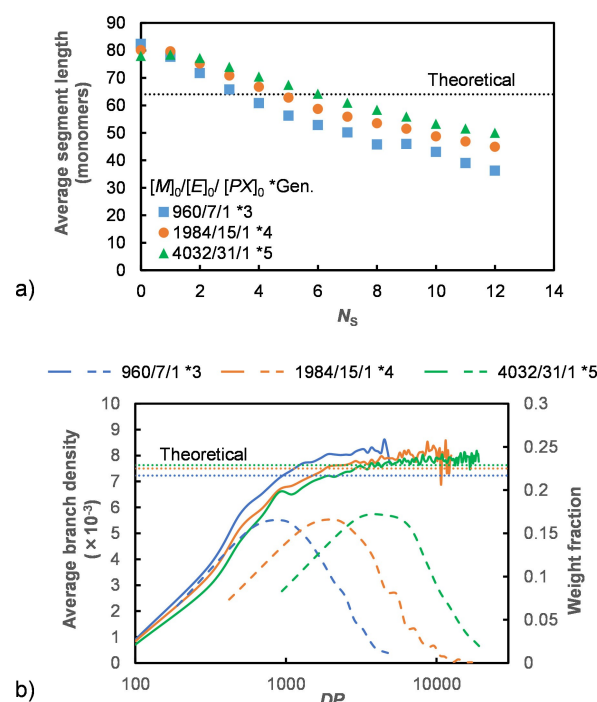 a)
Average segment length
(monomers)
90
80
70
60
50
40
30
20
10
0
Theoretical
[M]₀/[E]₀/ [PX]₀ *Gen.
960/7/1 *3
1984/15/1 *4
4032/31/1 *5
0 2 4 6 8 10 12 14
Nₛ
b)
960/7/1 *3 1984/15/1 *4 4032/31/1 *5
Average branch density
(×10⁻³)
10
9
8
7
6
5
4
3
2
1
0
Theoretical
0.3
0.25
0.2
0.15
0.1
0.05
0
Weight fraction
100 1000 10000
DP